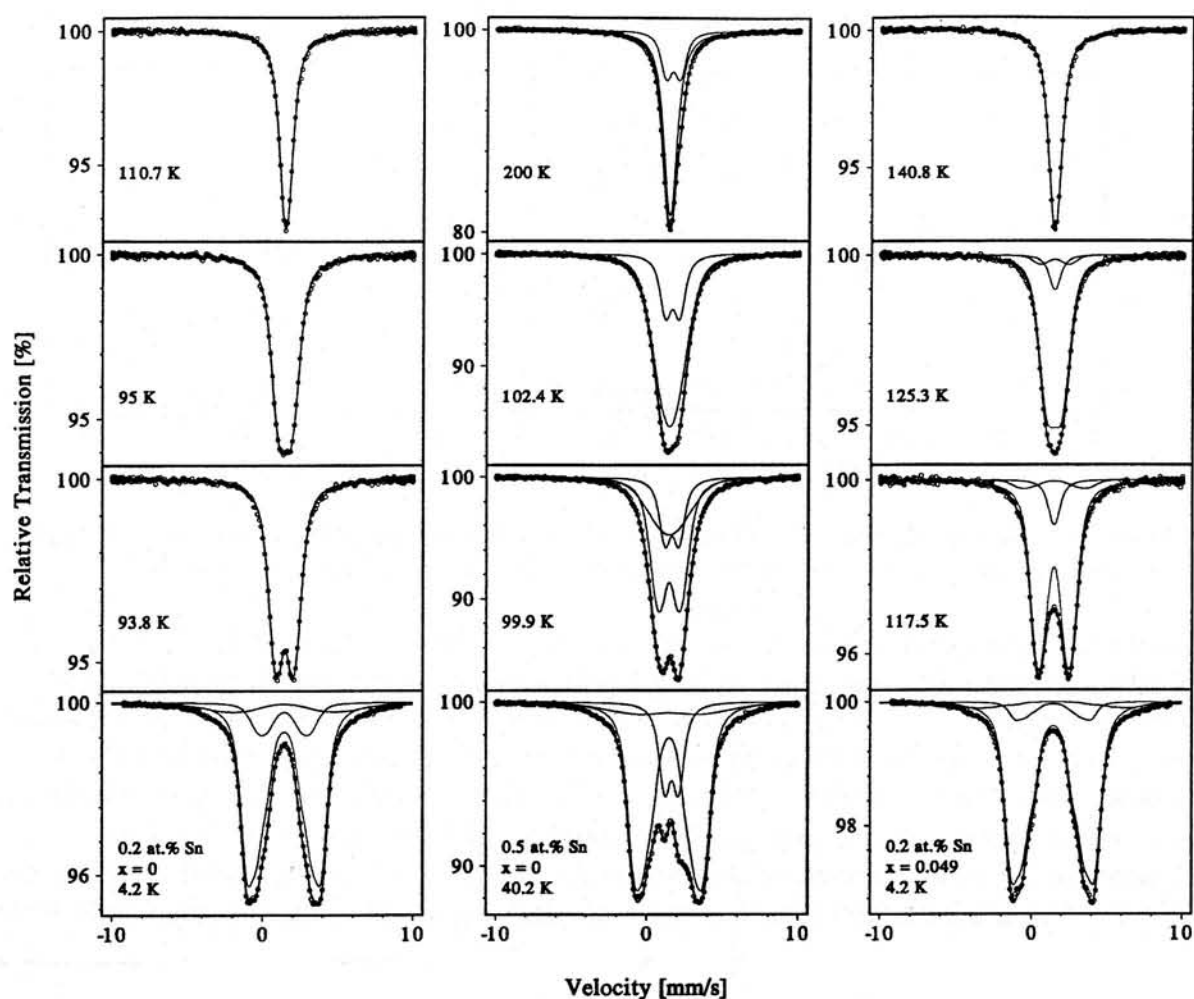 100
95
110.7 K
100
80
200 K
100
95
140.8 K
100
95
95 K
100
90
102.4 K
100
95
125.3 K
100
95
93.8 K
100
90
99.9 K
100
96
117.5 K
100
96
0.2 at.% Sn
x = 0
4.2 K
100
90
0.5 at.% Sn
x = 0
40.2 K
100
98
0.2 at.% Sn
x = 0.049
4.2 K
-10 0 10
-10 0 10
-10 0 10
Relative Transmission [%]
Velocity [mm/s]